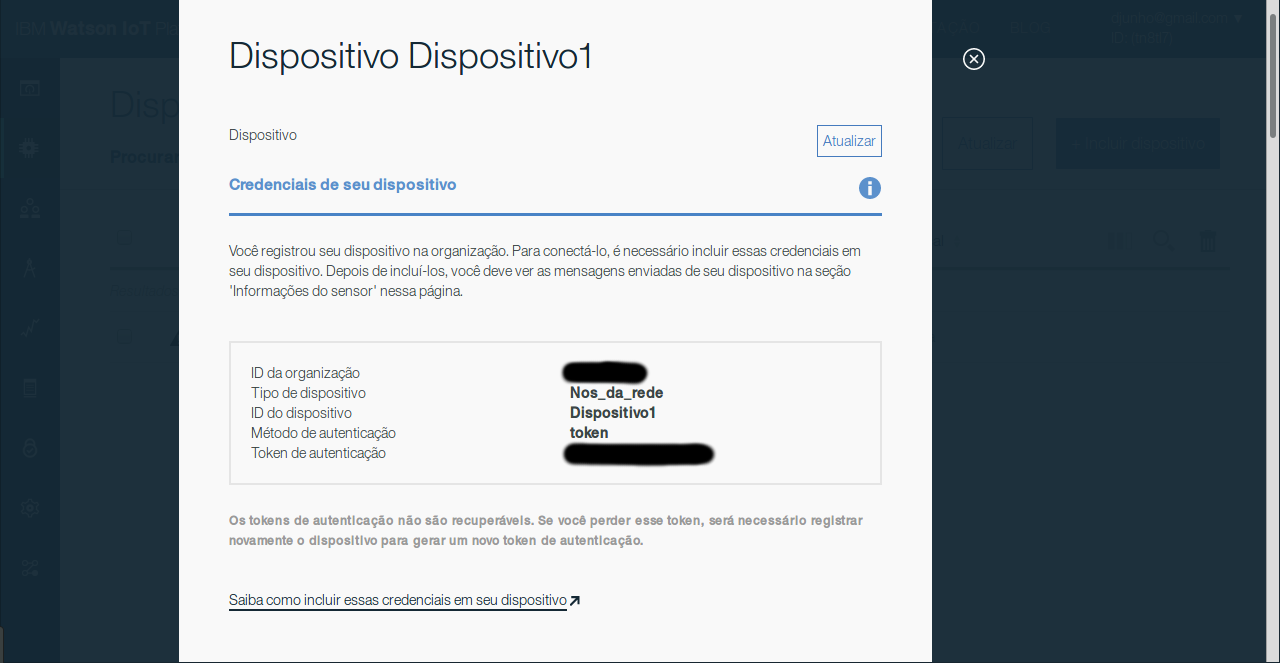 IBM Watson IoT
Dispositivo Dispositivo1
Disp
Dispositivo
Atualizar
Atualizar
+ Incluir dispositivo
Procurar
Credenciais de seu dispositivo
Você registrou seu dispositivo na organização. Para conectá-lo, é necessário incluir essas credenciais em
seu dispositivo. Depois de incluí-los, você deve ver as mensagens enviadas de seu dispositivo na seção
'Informações do sensor' nessa página.
ID da organização
Tipo de dispositivo Nos_da_rede
ID do dispositivo Dispositivo1
Método de autenticação token
Token de autenticação
Os tokens de autenticação não são recuperáveis. Se você perder esse token, será necessário registrar
novamente o dispositivo para gerar um novo token de autenticação.
Saiba como incluir essas credenciais em seu dispositivo